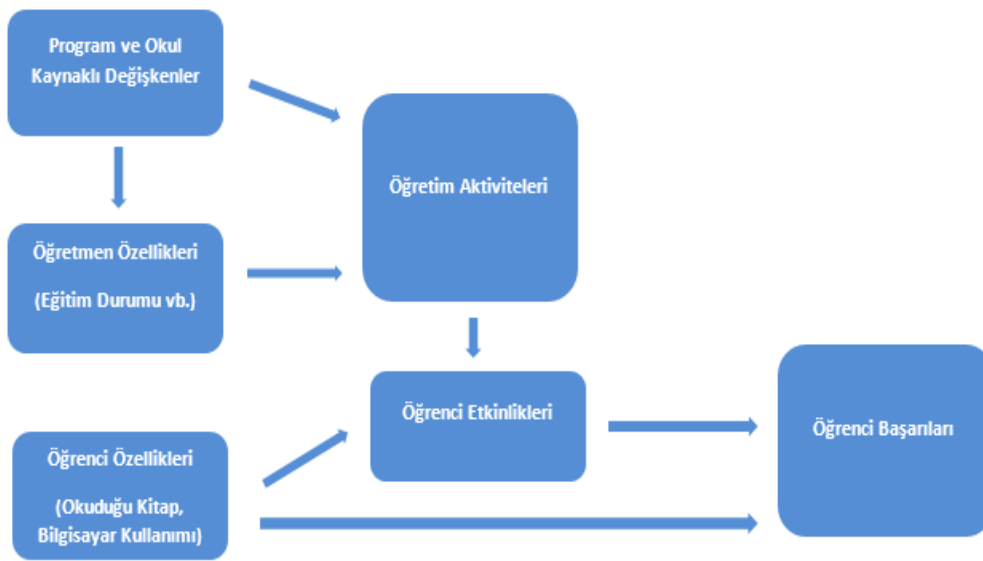 Program ve Okul
Kaynaklı Değişkenler
Öğretim Aktiviteleri
Öğretmen Özellikleri
(Eğitim Durumu vb.)
Öğrenci Etkinlikleri
Öğrenci Başarıları
Öğrenci Özellikleri
(Okuduğu Kitap,
Bilgisayar Kullanımı)